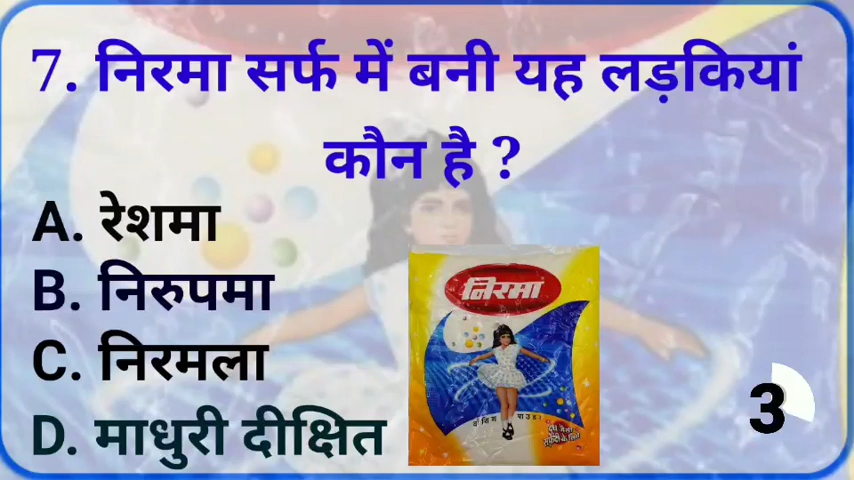 7. निरमा सर्फ में बनी यह लड़कियां
कौन है ?
A. रेशमा
B. निरुपमा
C. निरमला
D. माधुरी दीक्षित
निरमा
3